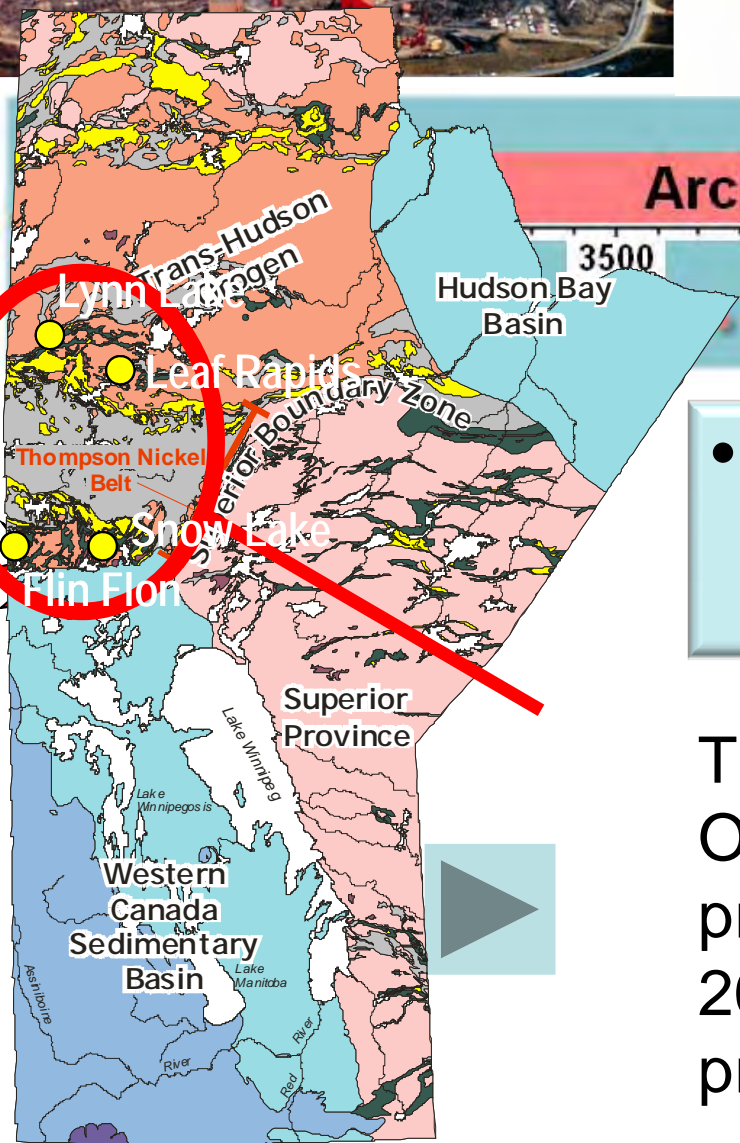 Arc
3500
Trans-Hudson
Orogen
Hudson Bay
Basin
Lynn Lake
Leaf Rapids
Superior Boundary Zone
Thompson Nickel
Belt
Snow Lake
Flin Flon
•
Superior
Province
Lake Winnipeg
Lake
Winnipegosis
Western
Canada
Sedimentary
Basin
Lake
Manitoba
Assiniboine
River
Red
River
T
O
pr
20
pr